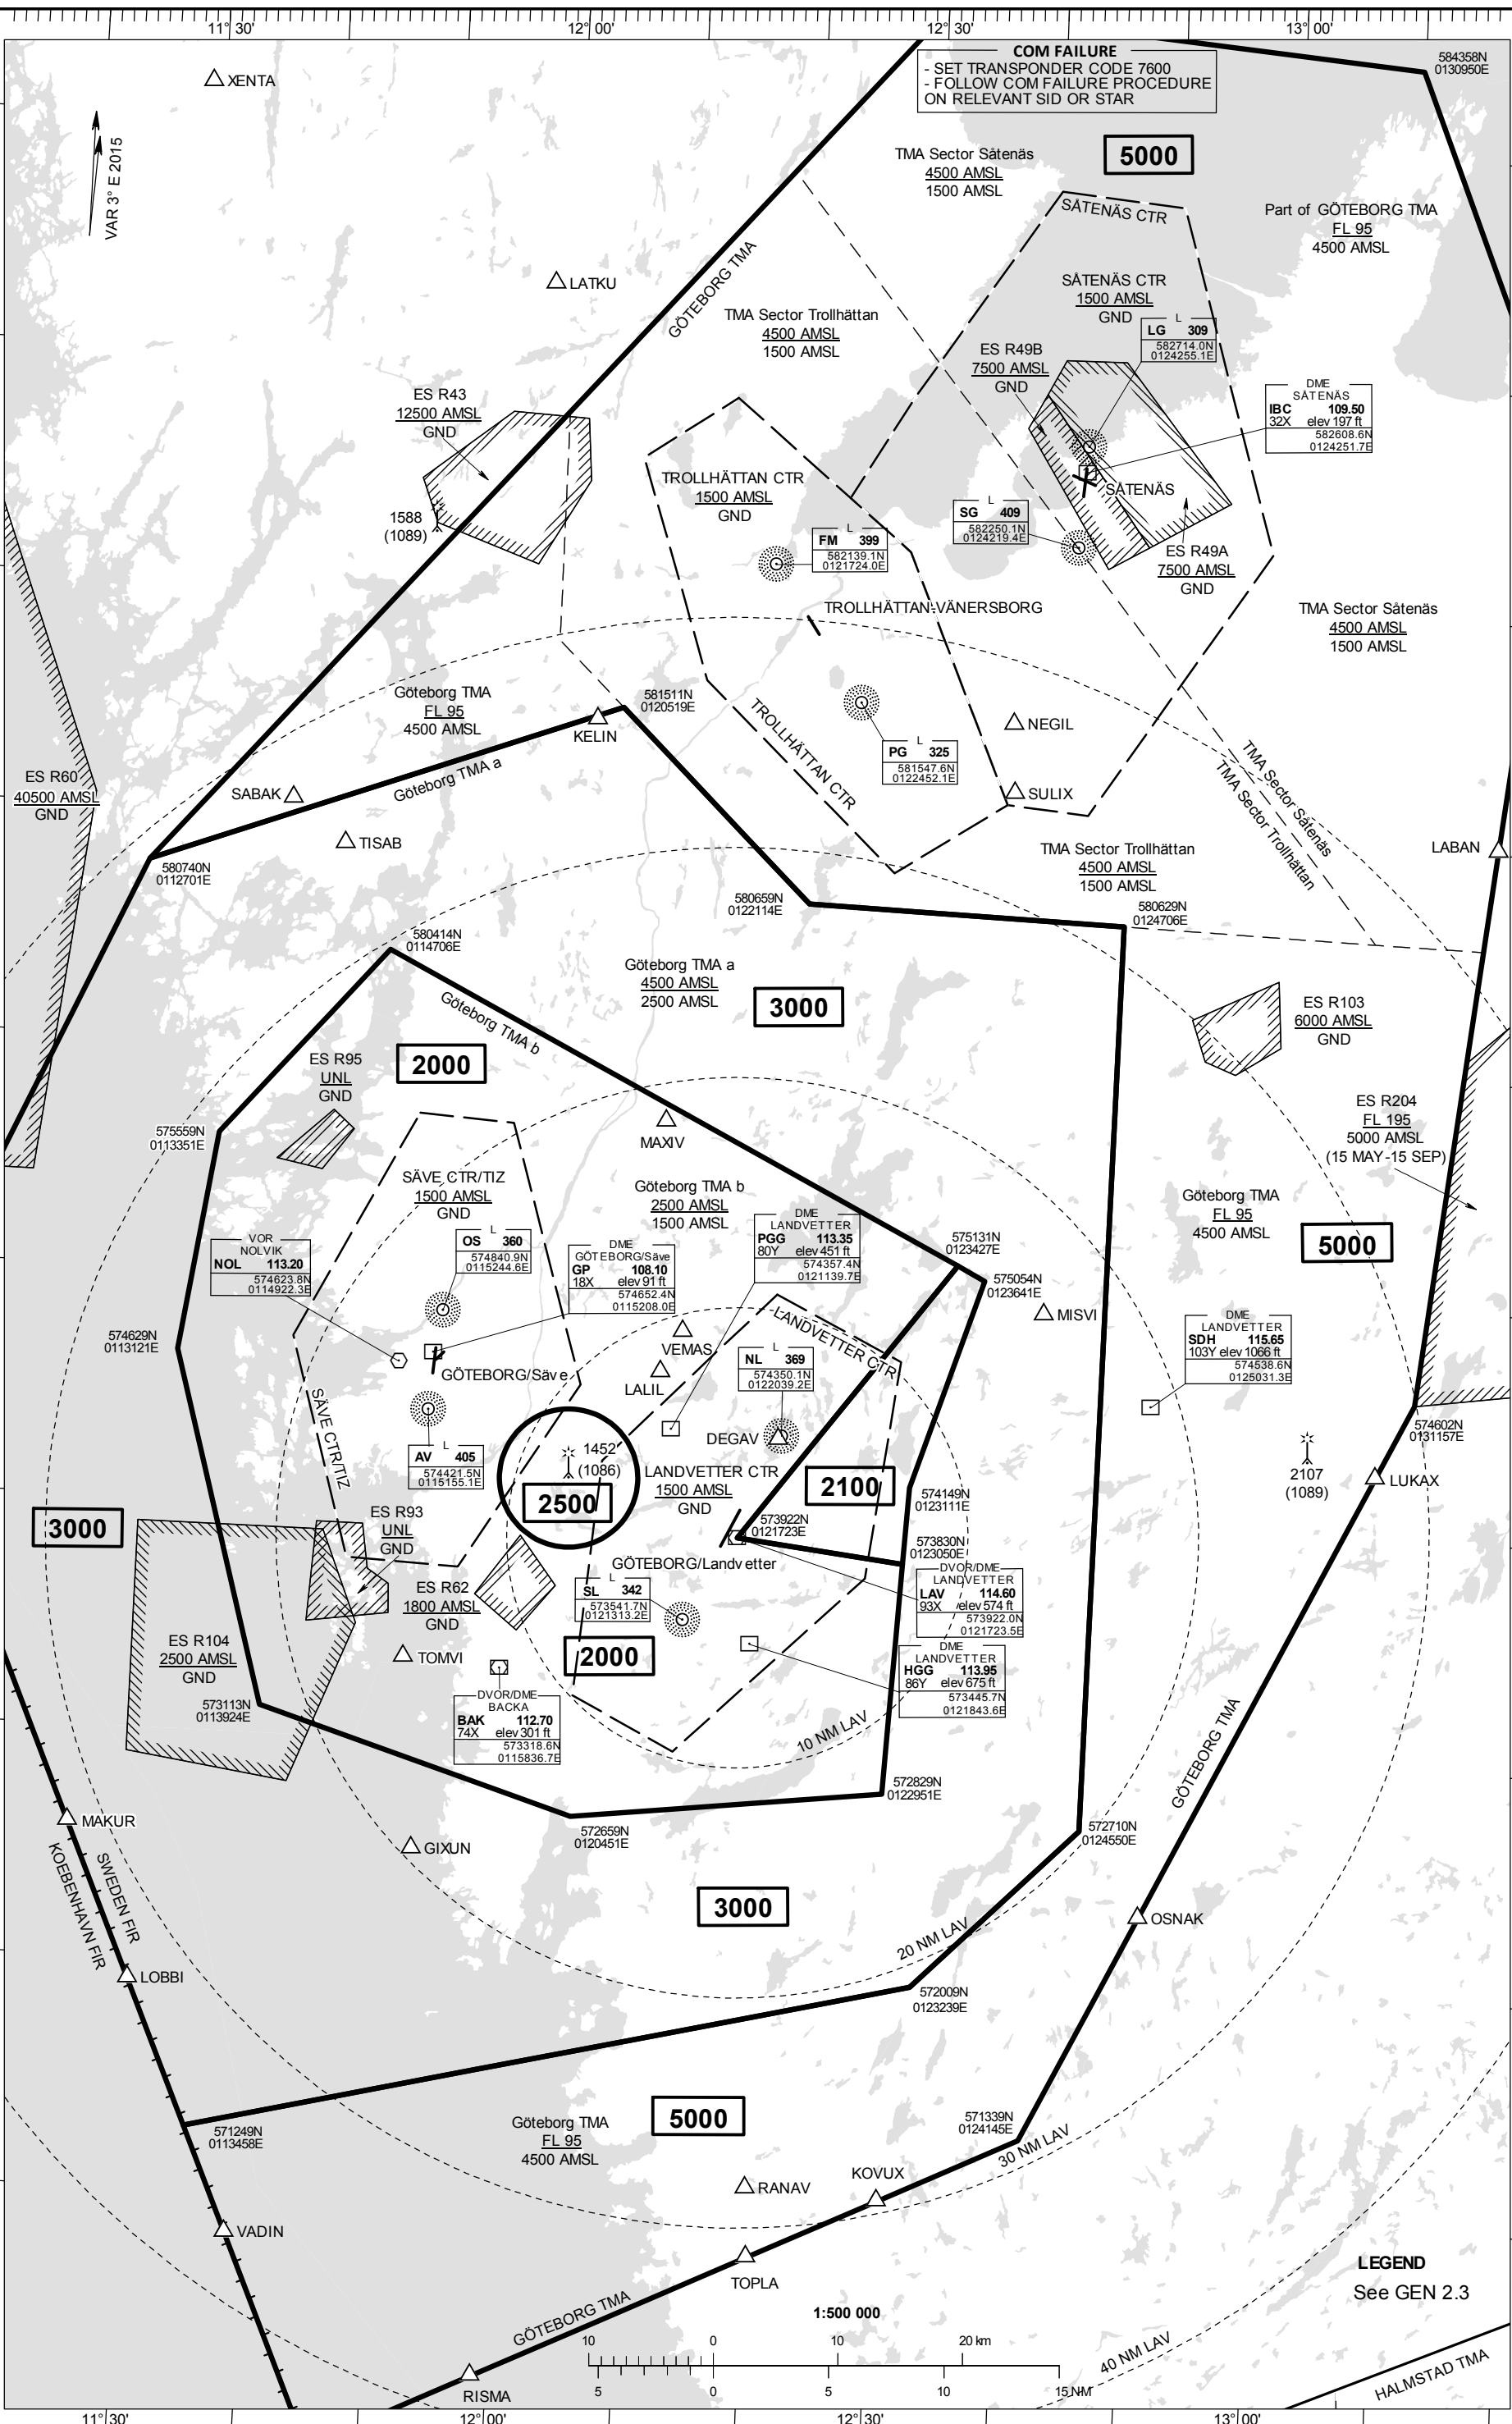 11°30'
12°00'
12°30'
13°00'
COM FAILURE
- SET TRANSPONDER CODE 7600
- FOLLOW COM FAILURE PROCEDURE
ON RELEVANT SID OR STAR
584358N
0130950E
XENTA
VAR 3° E 2015
TMA Sector Såtenäs
4500 AMSL
1500 AMSL
5000
SÅTENÄS CTR
Part of GÖTEBORG TMA
FL 95
4500 AMSL
LATKU
GÖTEBORG TMA
SÅTENÄS CTR
1500 AMSL
GND
TMA Sector Trollhättan
4500 AMSL
1500 AMSL
L
LG 309
582714.0N
0124255.1E
ES R49B
7500 AMSL
GND
DME
SÅTENÄS
IBC 109.50
32X elev 197 ft
582608.6N
0124251.7E
ES R43
12500 AMSL
GND
TROLLHÄTTAN CTR
1500 AMSL
GND
SÅTENÄS
1588
(1089)
L
SG 409
582250.1N
0124219.4E
L
FM 399
582139.1N
0121724.0E
ES R49A
7500 AMSL
GND
TROLLHÄTTAN-VÄNERSBORG
TMA Sector Såtenäs
4500 AMSL
1500 AMSL
Göteborg TMA
FL 95
4500 AMSL
581511N
0120519E
KELIN
TROLLHÄTTAN CTR
NEGIL
L
PG 325
581547.6N
0122452.1E
TMA Sector Såtenäs
TMA Sector Trollhättan
ES R60
40500 AMSL
GND
SABAK
Göteborg TMA a
SULIX
TISAB
LABAN
580740N
0112701E
TMA Sector Trollhättan
4500 AMSL
1500 AMSL
580659N
0122114E
580629N
0124706E
580414N
0114706E
Göteborg TMA a
4500 AMSL
2500 AMSL
3000
Göteborg TMA b
ES R103
6000 AMSL
GND
ES R95
UNL
GND
2000
575559N
0113351E
MAXIV
ES R204
FL 195
5000 AMSL
(15 MAY -15 SEP)
SÄVE CTR/TIZ
1500 AMSL
GND
Göteborg TMA b
2500 AMSL
1500 AMSL
Göteborg TMA
FL 95
4500 AMSL
5000
VOR
NOLVIK
NOL 113.20
574623.8N
0114922.3E
L
OS 360
574840.9N
0115244.6E
DME
GÖTEBORG/Säve
GP 108.10
18X elev 91 ft
574652.4N
0115208.0E
DME
LANDVETTER
PGG 113.35
80Y elev 451 ft
574357.4N
0121139.7E
575131N
0123427E
575054N
0123641E
MISVI
574629N
0113121E
LANDVETTER CTR
DME
LANDVETTER
SDH 115.65
103Y elev 1066 ft
574538.6N
0125031.3E
VEMAS
LALIL
L
NL 369
574350.1N
0122039.2E
GÖTEBORG/Säve
SÄVE CTR/TIZ
DEGAV
574602N
0131157E
L
AV 405
574421.5N
0115155.1E
1452
(1086)
2500
LANDVETTER CTR
1500 AMSL
GND
2100
2107
(1089)
LUKAX
574149N
0123111E
3000
ES R93
UNL
GND
573922N
0121723E
573830N
0123050E
GÖTEBORG/Landvetter
DVOR/DME
LANDVETTER
LAV 114.60
93X elev 574 ft
573922.0N
0121723.5E
ES R62
1800 AMSL
GND
L
SL 342
573541.7N
0121313.2E
ES R104
2500 AMSL
GND
TOMVI
2000
DME
LANDVETTER
HGG 113.95
86Y elev 675 ft
573445.7N
0121843.6E
573113N
0113924E
DVOR/DME
BACKA
BAK 112.70
74X elev 301 ft
573318.6N
0115836.7E
10 NM LAV
GÖTEBORG TMA
572829N
0122951E
MAKUR
572659N
0120451E
572710N
0124550E
GIXUN
SWEDEN FIR
KOEBENHAVN FIR
3000
OSNAK
20 NM LAV
LOBBI
572009N
0123239E
571249N
0113458E
Göteborg TMA
FL 95
4500 AMSL
5000
571339N
0124145E
30 NM LAV
KOVUX
RANAV
VADIN
TOPLA
LEGEND
See GEN 2.3
GÖTEBORG TMA
1:500 000
10 0 10 20 km
5 0 5 10 15 NM
40 NM LAV
HALMSTAD TMA
RISMA
11°30'
12°00'
12°30'
13°00'